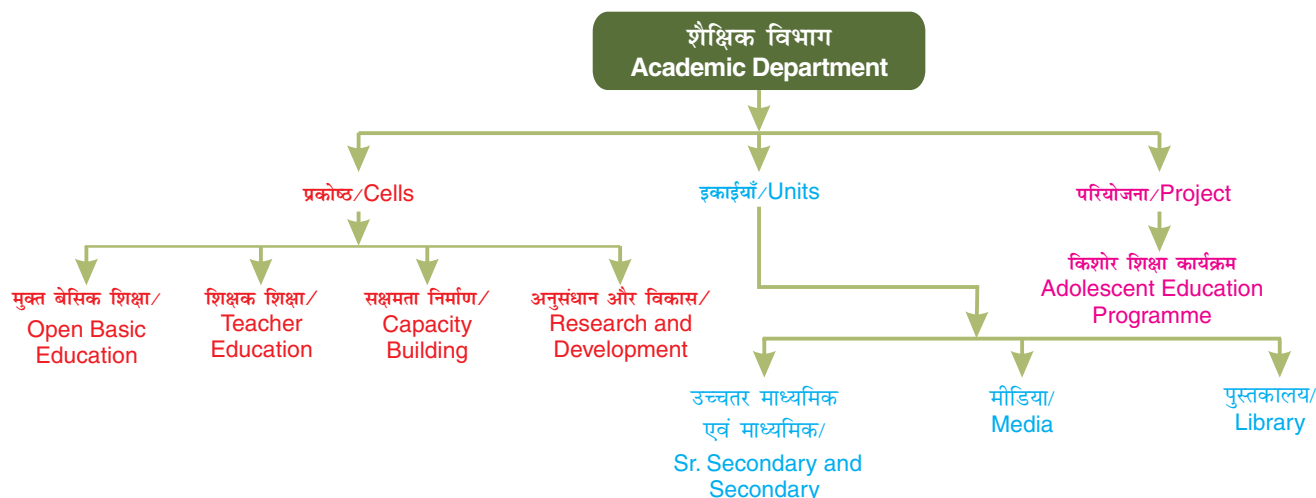 शैक्षिक विभाग
Academic Department
प्रकोष्ठ/Cells
इकाईयाँ/Units
परियोजना/Project
मुक्त बेसिक शिक्षा/
Open Basic
Education
शिक्षक शिक्षा/
Teacher
Education
सक्षमता निर्माण/
Capacity
Building
अनुसंधान और विकास/
Research and
Development
किशोर शिक्षा कार्यक्रम
Adolescent Education
Programme
उच्चतर माध्यमिक
एवं माध्यमिक/
Sr. Secondary and
Secondary
मीडिया/
Media
पुस्तकालय/
Library